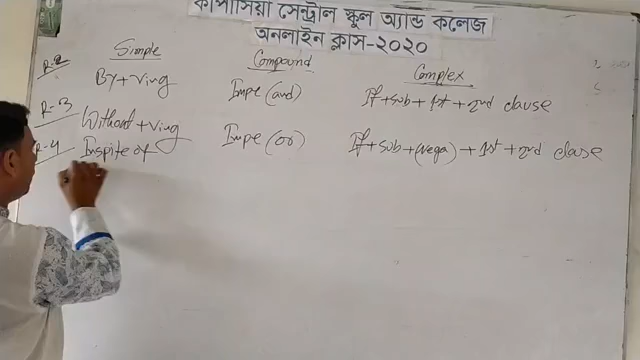 কাপাসিয়া সেন্ট্রাল স্কুল অ্যান্ড কলেজ
অনলাইন ক্লাস-২০২০
Simple Compound Complex
R-2 By+Ving Impe (and) If+Sub+1st+2nd clause
R-3 Without+Ving Impe (or) If+Sub+(nega)+1st+2nd clause
R-4 Inspite of